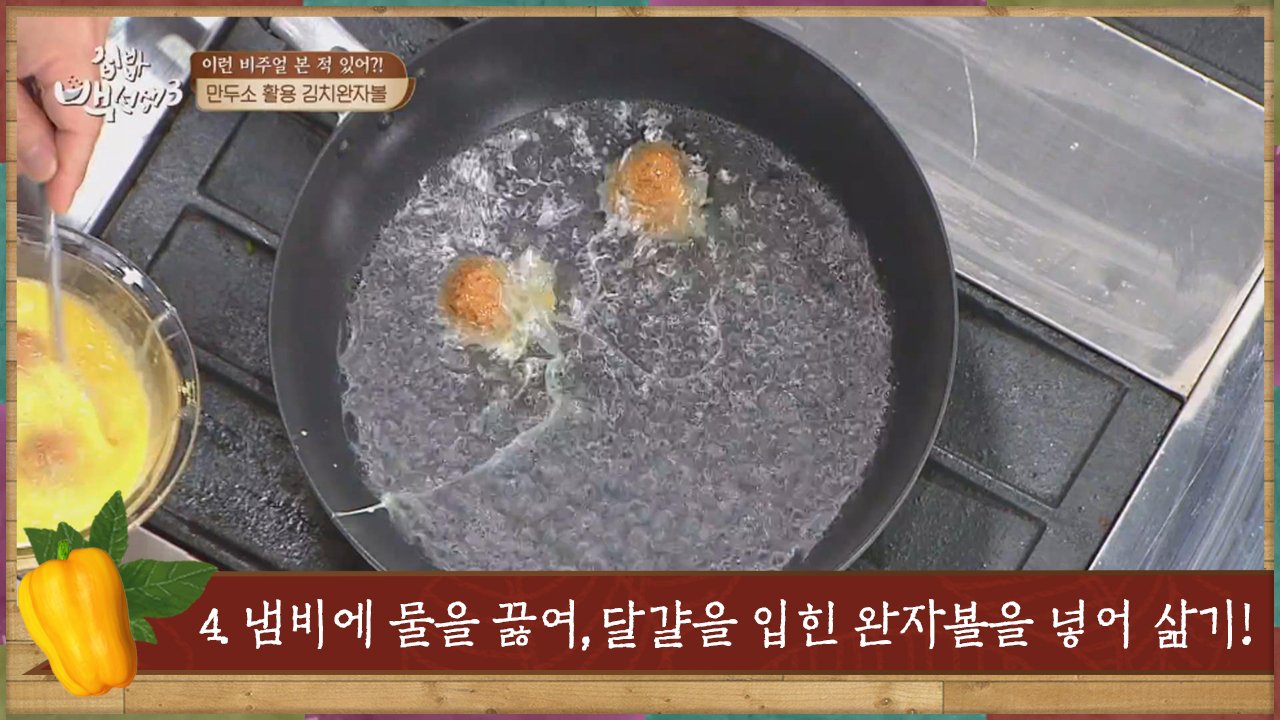 집밥
백선생3
이런 비주얼 본 적 있어?!
만두소 활용 김치완자볼
4. 냄비에 물을 끓여, 달걀을 입힌 완자볼을 넣어 삶기!